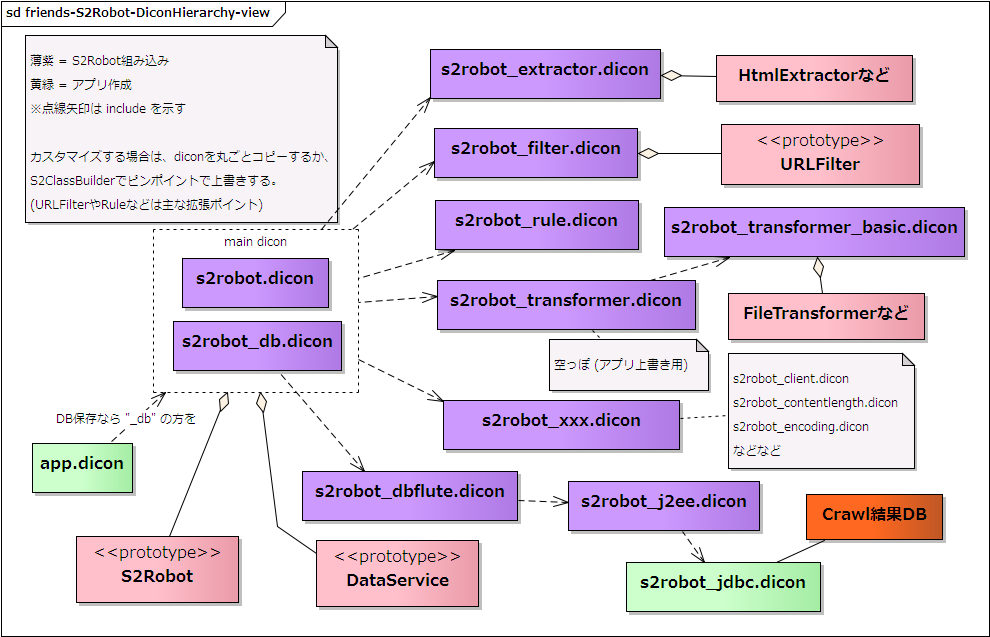 sd friends-S2Robot-DiconHierarchy-view
薄紫 = S2Robot組み込み
黄緑 = アプリ作成
※点線矢印は include を示す
カスタマイズする場合は、diconを丸ごとコピーするか、
S2ClassBuilderでピンポイントで上書きする。
(URLFilterやRuleなどは主な拡張ポイント)
s2robot_extractor.dicon
HtmlExtractorなど
s2robot_filter.dicon
<<prototype>>
URLFilter
s2robot_rule.dicon
s2robot_transformer_basic.dicon
main dicon
s2robot.dicon
s2robot_db.dicon
s2robot_transformer.dicon
FileTransformerなど
空っぽ (アプリ上書き用)
s2robot_client.dicon
s2robot_contentlength.dicon
s2robot_encoding.dicon
などなど
DB保存なら "_db" の方を
s2robot_xxx.dicon
app.dicon
s2robot_dbflute.dicon
s2robot_j2ee.dicon
Crawl結果DB
<<prototype>>
S2Robot
<<prototype>>
DataService
s2robot_jdbc.dicon